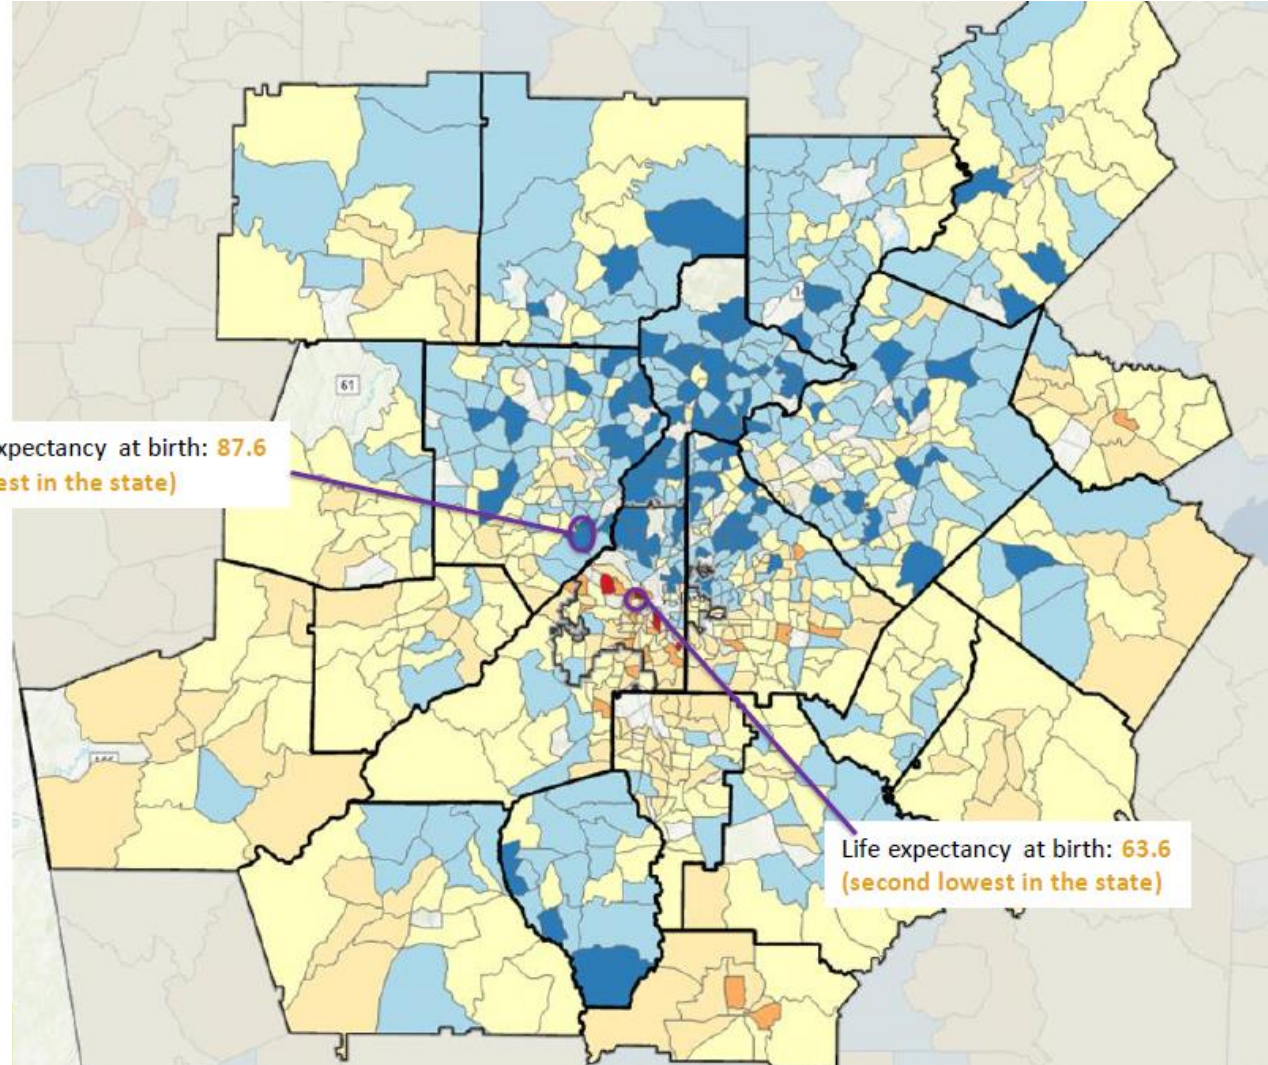 61
xpectancy at birth: 87.6
est in the state)
Life expectancy at birth: 63.6
(second lowest in the state)